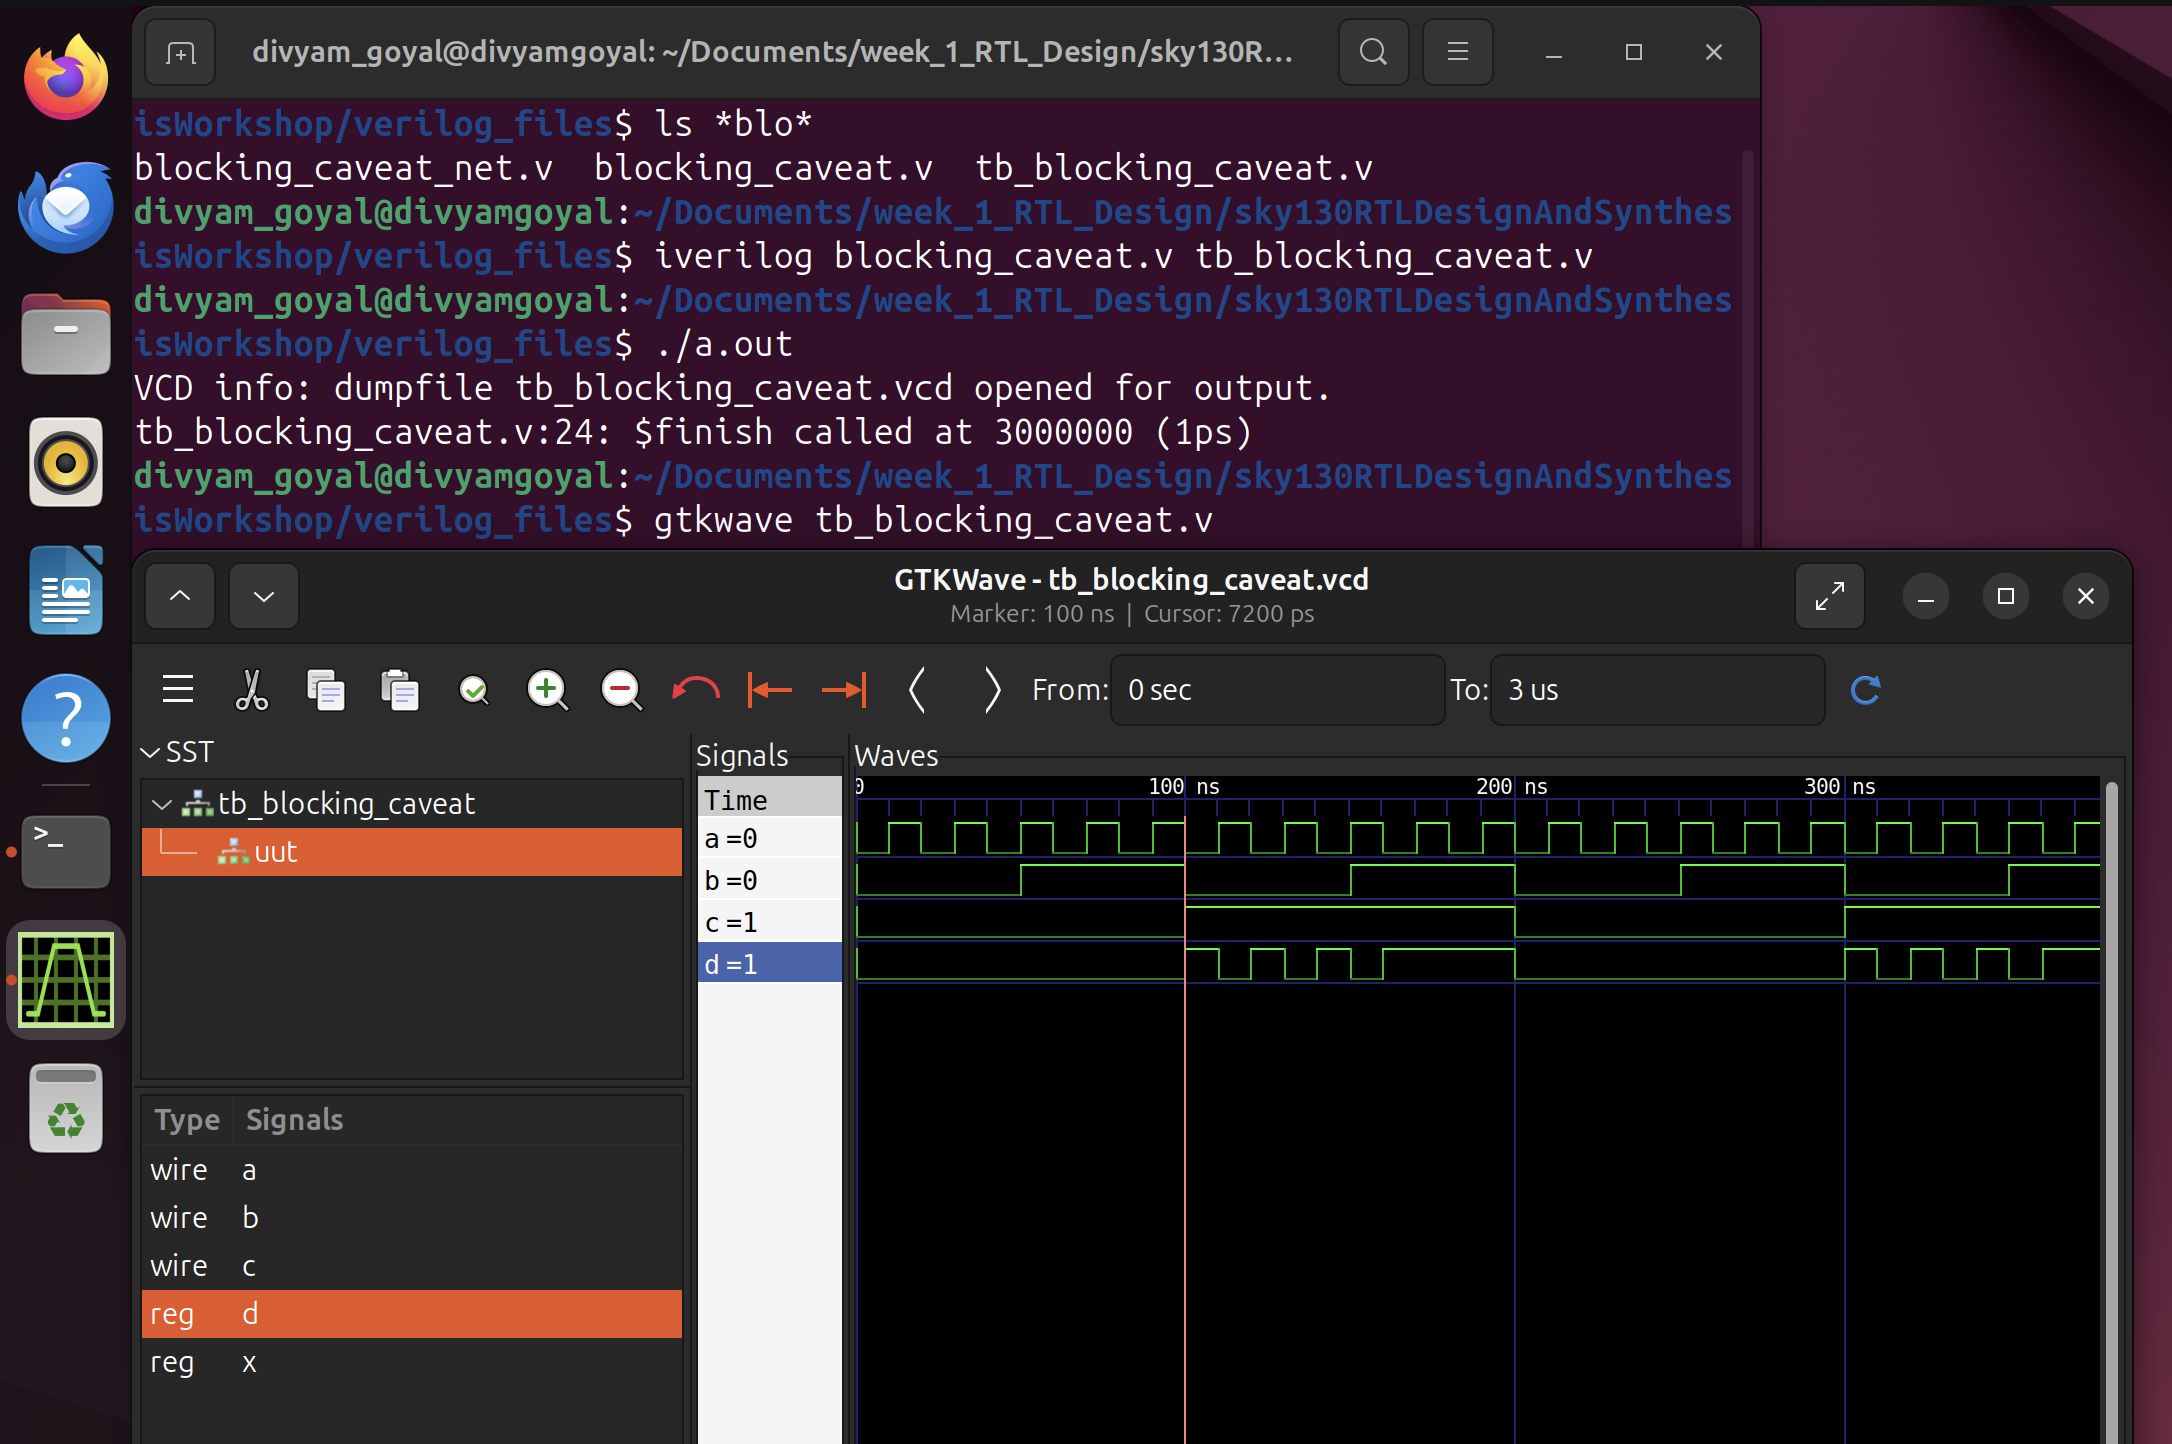 divyam_goyal@divyamgoyal: ~/Documents/week_1_RTL_Design/sky130R...
isWorkshop/verilog_files$ ls *blo*
blocking_caveat_net.v  blocking_caveat.v  tb_blocking_caveat.v
divyam_goyal@divyamgoyal:~/Documents/week_1_RTL_Design/sky130RTLDesignAndSynthes
isWorkshop/verilog_files$ iverilog blocking_caveat.v tb_blocking_caveat.v
divyam_goyal@divyamgoyal:~/Documents/week_1_RTL_Design/sky130RTLDesignAndSynthes
isWorkshop/verilog_files$ ./a.out
VCD info: dumpfile tb_blocking_caveat.vcd opened for output.
tb_blocking_caveat.v:24: $finish called at 3000000 (1ps)
divyam_goyal@divyamgoyal:~/Documents/week_1_RTL_Design/sky130RTLDesignAndSynthes
isWorkshop/verilog_files$ gtkwave tb_blocking_caveat.v
GTKWave - tb_blocking_caveat.vcd
Marker: 100 ns | Cursor: 7200 ps
From: 0 sec To: 3 us
SST
tb_blocking_caveat
uut
Type Signals
wire a
wire b
wire c
reg d
reg x
Signals
Time
a=0
b=0
c=1
d=1
Waves
0 100 ns 200 ns 300 ns